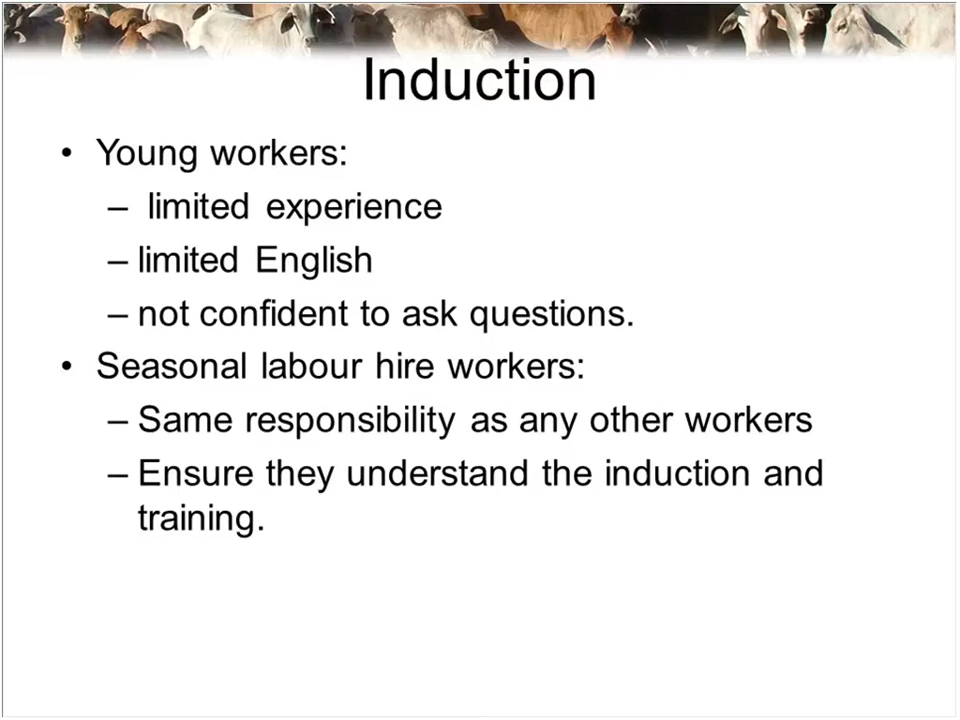 Induction
• Young workers:
– limited experience
– limited English
– not confident to ask questions.
• Seasonal labour hire workers:
– Same responsibility as any other workers
– Ensure they understand the induction and
training.